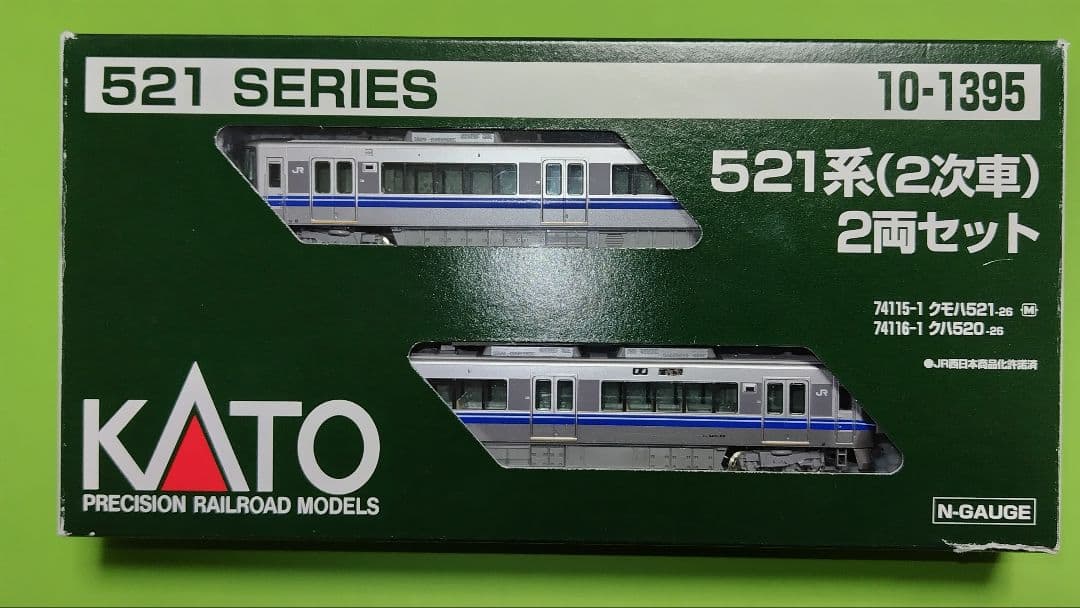 521 SERIES
10-1395
521系(2次車)
2両セット
74115-1 クモハ521-26 M
74116-1 クハ520-26
●JR西日本商品化許諾済
JR
JR
KATO
PRECISION RAILROAD MODELS
N-GAUGE